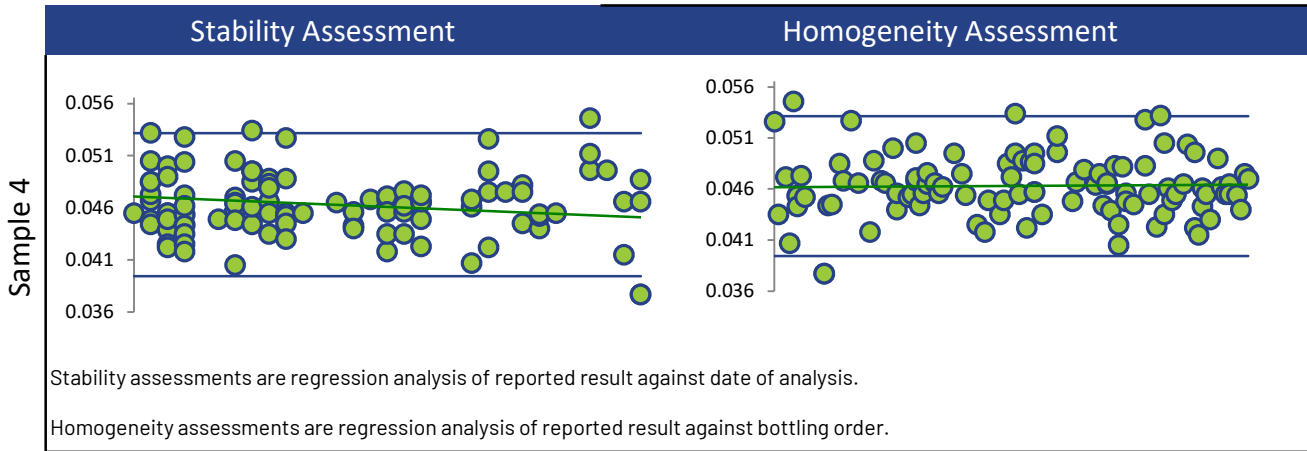 Stability Assessment
Homogeneity Assessment
Sample 4
0.056
0.051
0.046
0.041
0.036
0.056
0.051
0.046
0.041
0.036
Stability assessments are regression analysis of reported result against date of analysis.
Homogeneity assessments are regression analysis of reported result against bottling order.